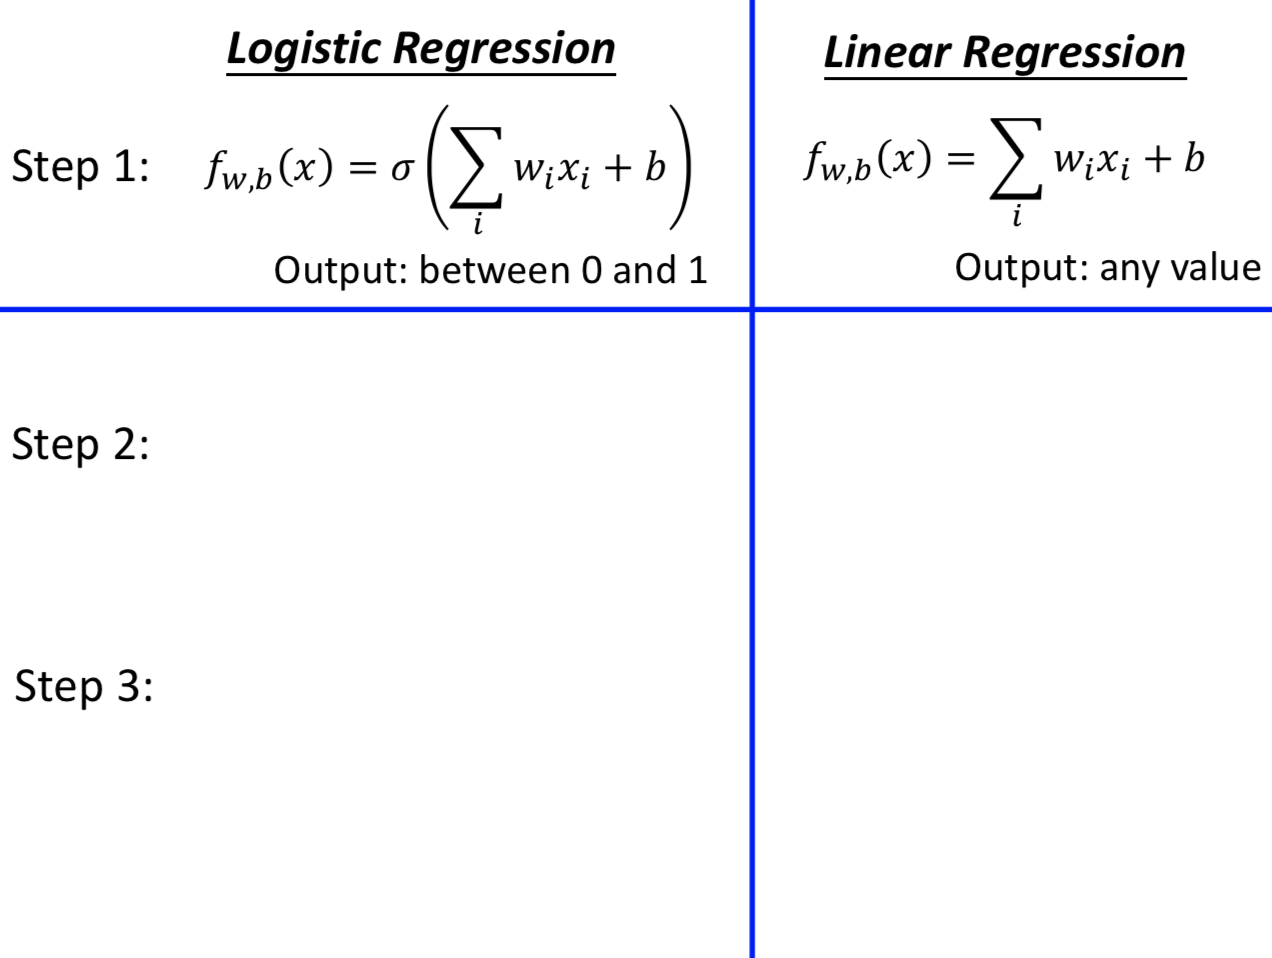 Logistic Regression
Linear Regression
Step 1: f_{w,b}(x) = σ(∑_i w_i x_i + b)
f_{w,b}(x) = ∑_i w_i x_i + b
Output: between 0 and 1
Output: any value
Step 2:
Step 3: